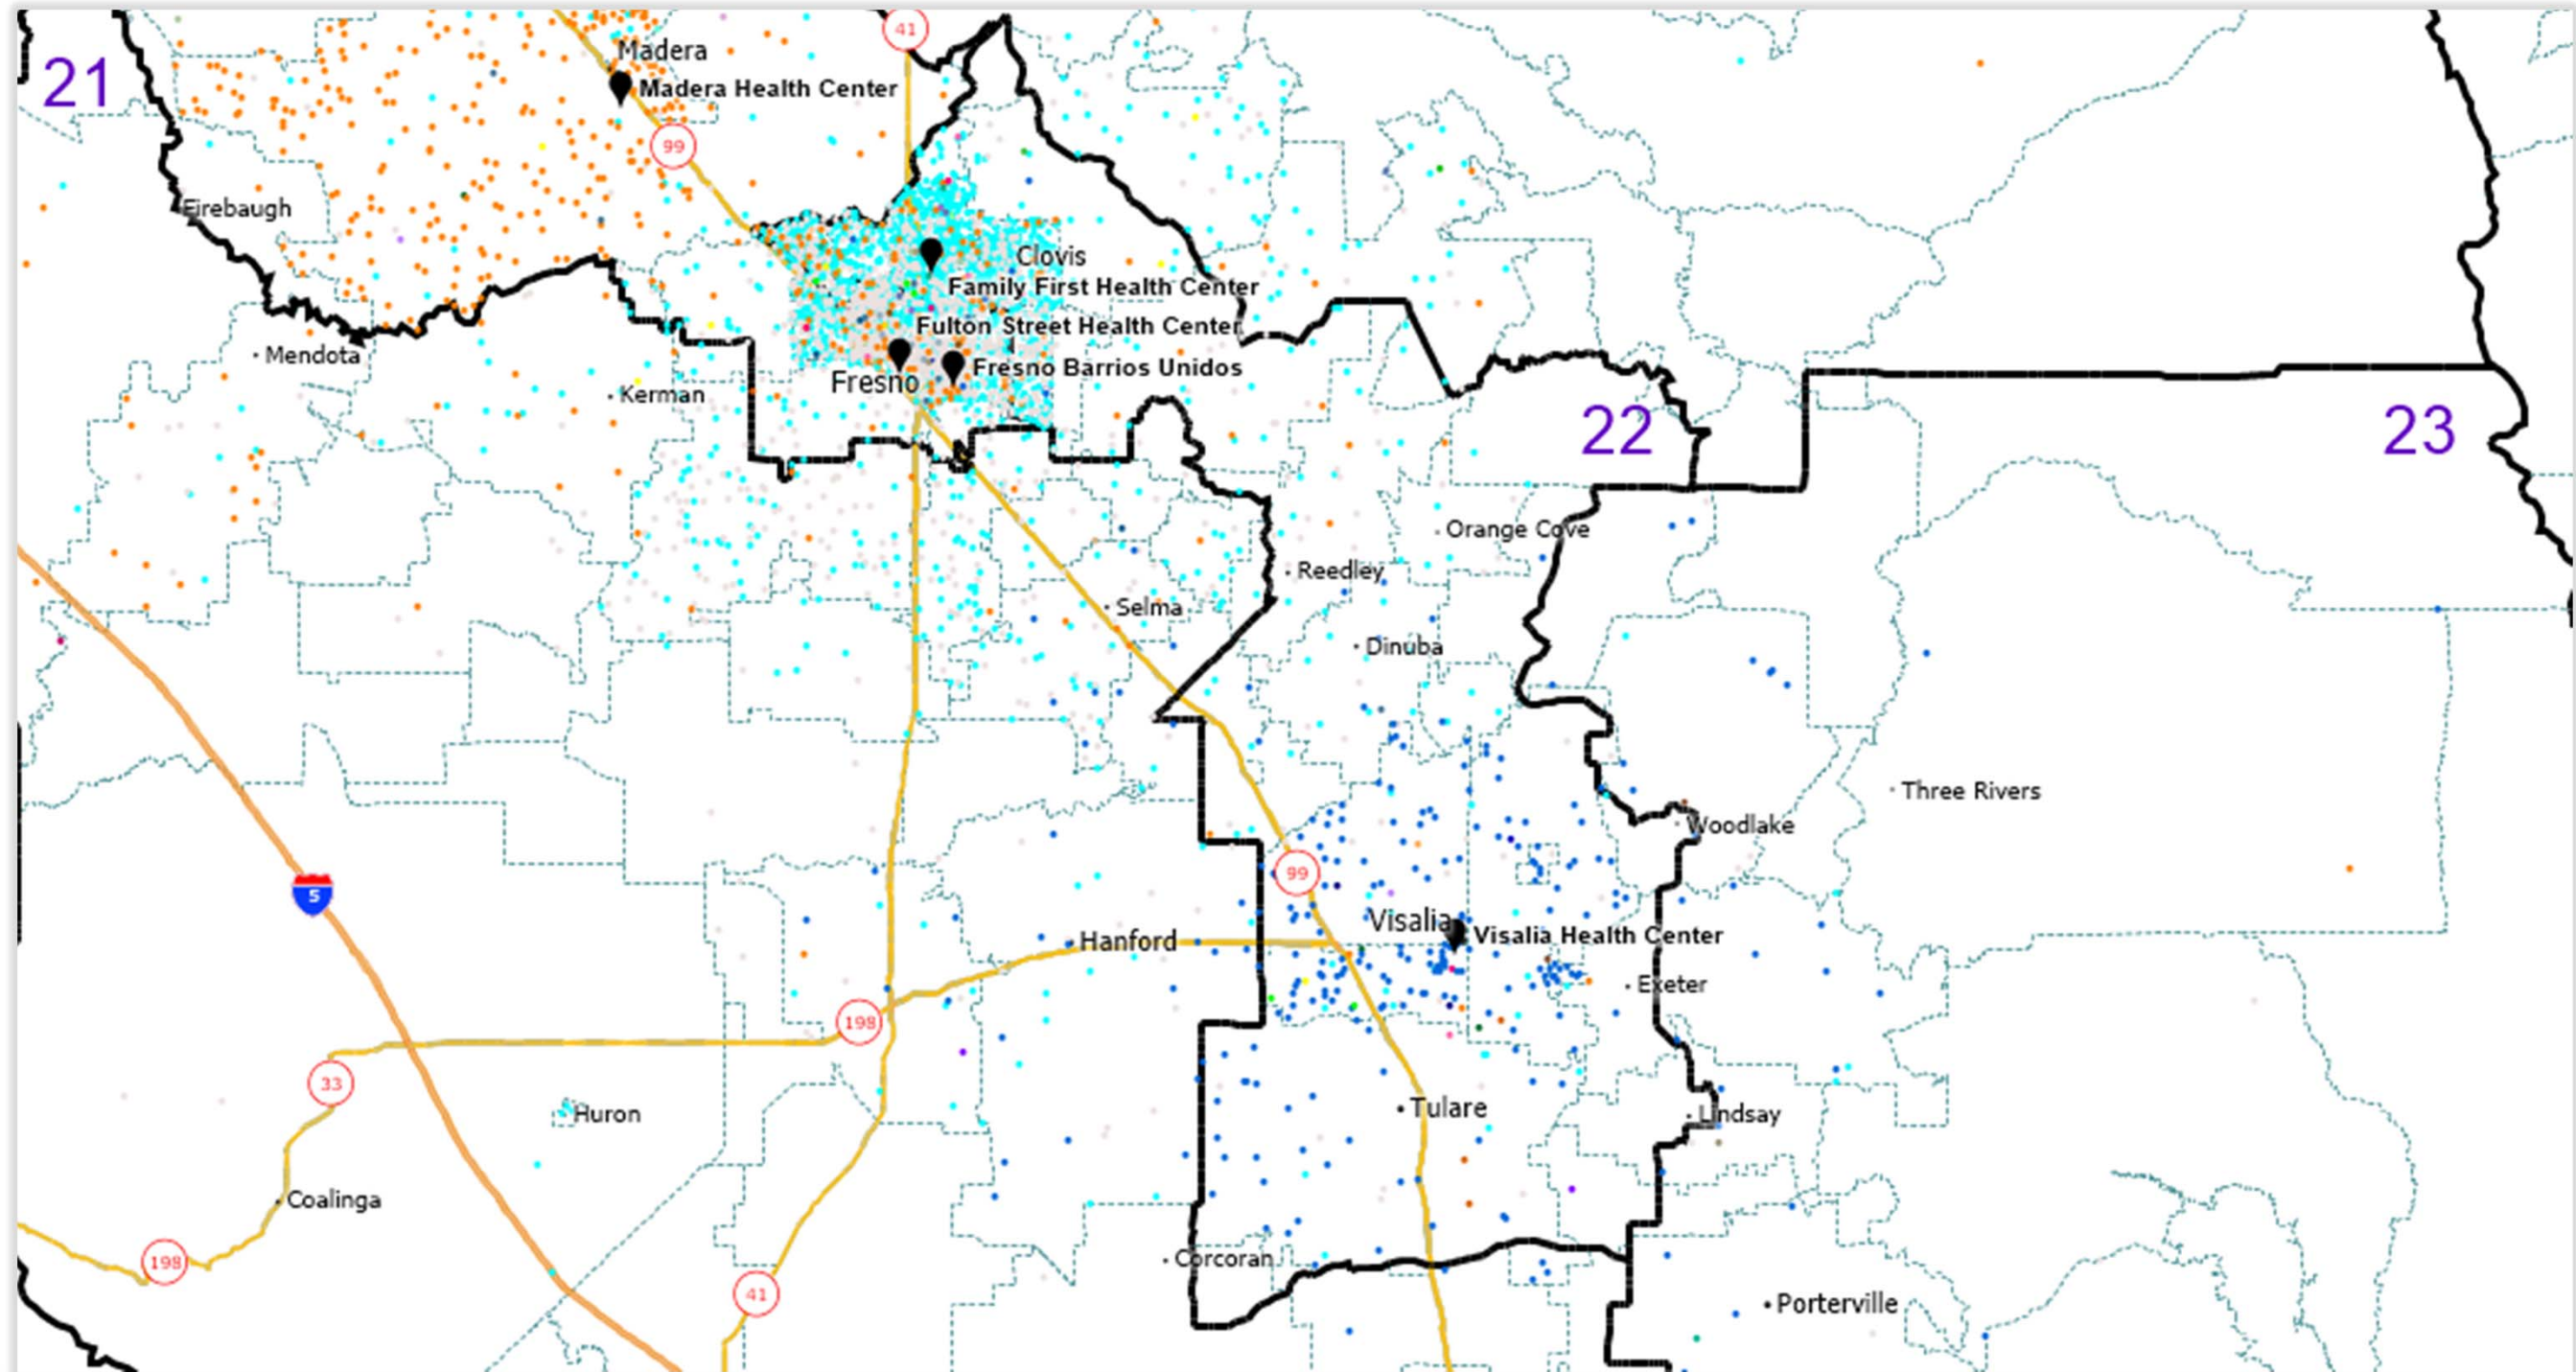 41
Madera
21
Madera Health Center
99
Firebaugh
Clovis
Family First Health Center
Fulton Street Health Center
Mendota
Fresno Barrios Unidos
Fresno
Kerman
22
23
Orange Cove
Reedley
Selma
Dinuba
Three Rivers
Woodlake
99
5
Visalia
Visalia Health Center
Hanford
Exeter
198
33
Tulare
Huron
Lindsay
Coalinga
198
Corcoran
41
Porterville